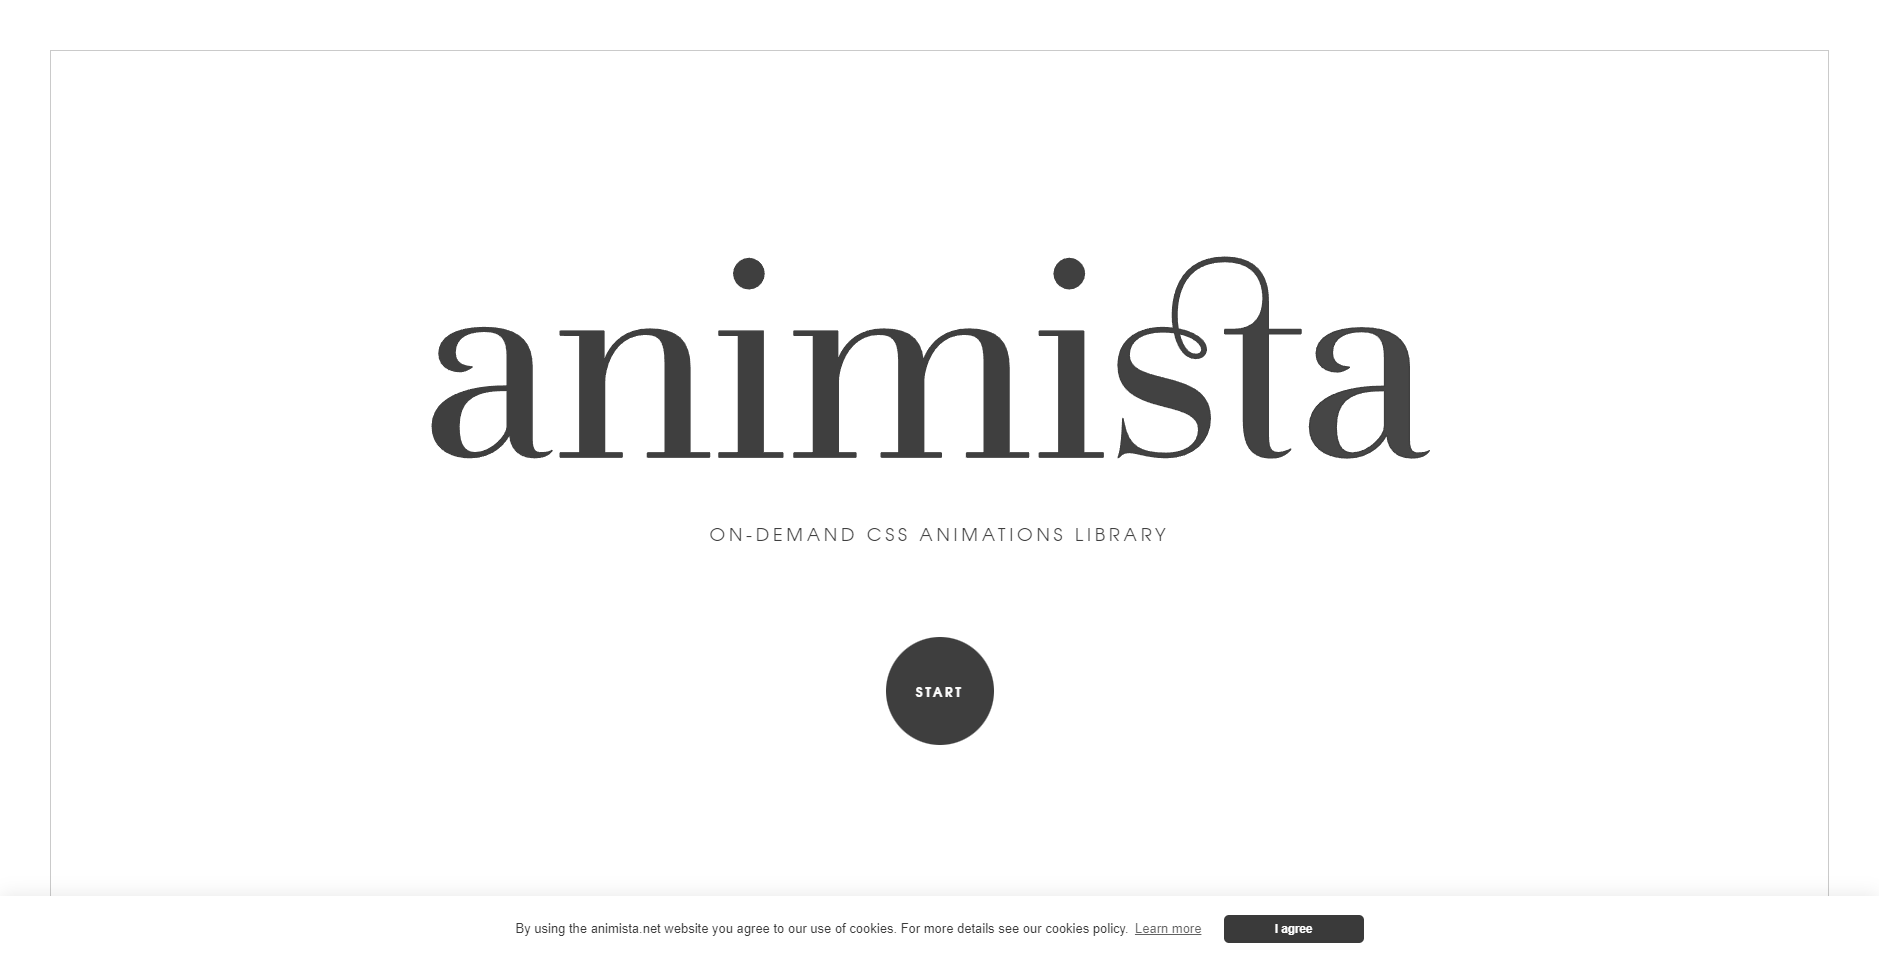 animista
ON-DEMAND CSS ANIMATIONS LIBRARY
START
By using the animista.net website you agree to our use of cookies. For more details see our cookies policy. Learn more
I agree